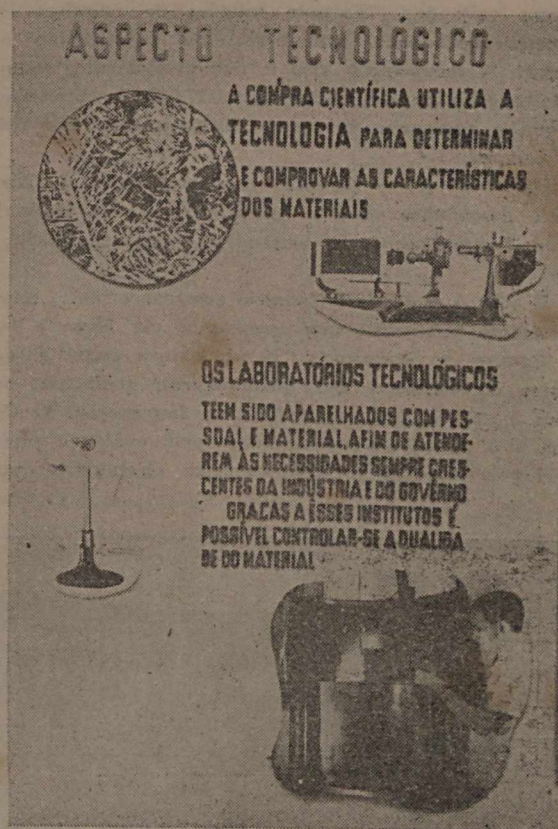 ASPECTO TECNOLÓGICO
A COMPRA CIENTÍFICA UTILIZA A
TECNOLOGIA PARA DETERMINAR
E COMPROVAR AS CARACTERÍSTICAS
DOS MATERIAIS
OS LABORATÓRIOS TECNOLÓGICOS
TEEM SIDO APARELHADOS COM PES-
SOAL E MATERIAL, AFIM DE ATENDE-
REM ÀS NECESSIDADES SEMPRE CRES-
CENTES DA INDÚSTRIA E DO GOVÊRNO
GRAÇAS A ÊSSES INSTITUTOS É
POSSÍVEL CONTROLAR-SE A QUALIDA
DE DO MATERIAL